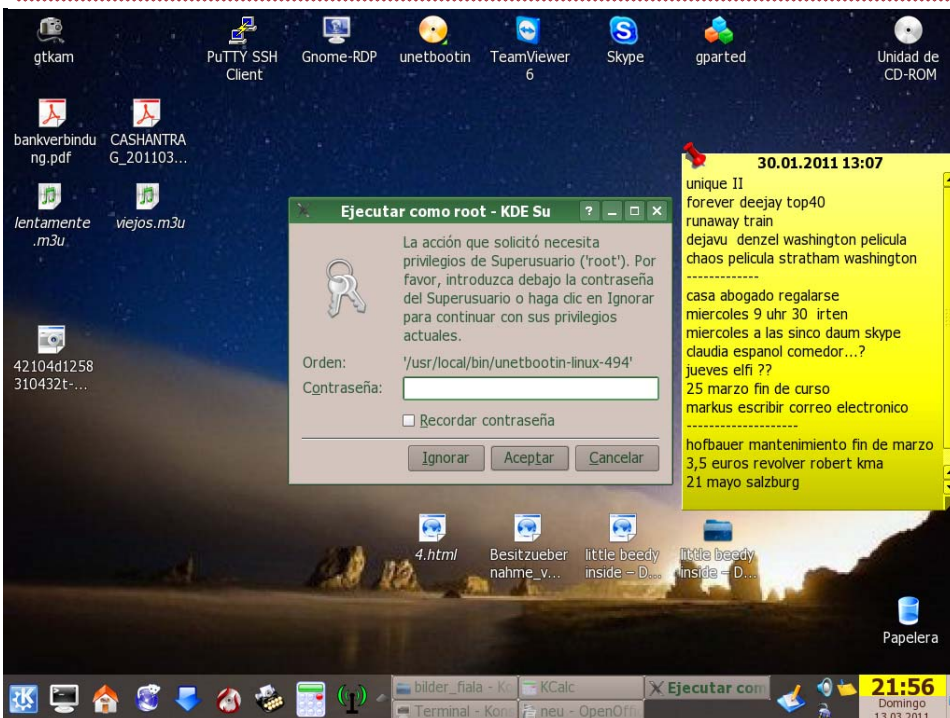 gtkam
PuTTY SSH
Client
Gnome-RDP
unetbootin
TeamViewer
6
Skype
gparted
Unidad de
CD-ROM
bankverbindu
ng.pdf
CASHANTRA
G_201103...
lentamente
.m3u
viejos.m3u
42104d1258
310432t-...
Ejecutar como root - KDE Su
La acción que solicitó necesita
privilegios de Superusuario ('root'). Por
favor, introduzca debajo la contraseña
del Superusuario o haga clic en Ignorar
para continuar con sus privilegios
actuales.
Orden: '/usr/local/bin/unetbootin-linux-494'
Contraseña:
Recordar contraseña
Ignorar Aceptar Cancelar
30.01.2011 13:07
unique II
forever deejay top40
runaway train
dejavu denzel washington pelicula
chaos pelicula stratham washington
-------------
casa abogado regalarse
miercoles 9 uhr 30 irten
miercoles a las sinco daum skype
claudia espanol comedor...?
jueves elfi ??
25 marzo fin de curso
markus escribir correo electronico
--------------------
hofbauer mantenimiento fin de marzo
3,5 euros revolver robert kma
21 mayo salzburg
4.html
Besitzueber
nahme_v...
little beedy
inside – D...
little beedy
inside – D...
Papelera
bilder_fiala - Ko
KCalc
Terminal - Kons
neu - OpenOffi
Ejecutar com
21:56
Domingo
13.03.2011